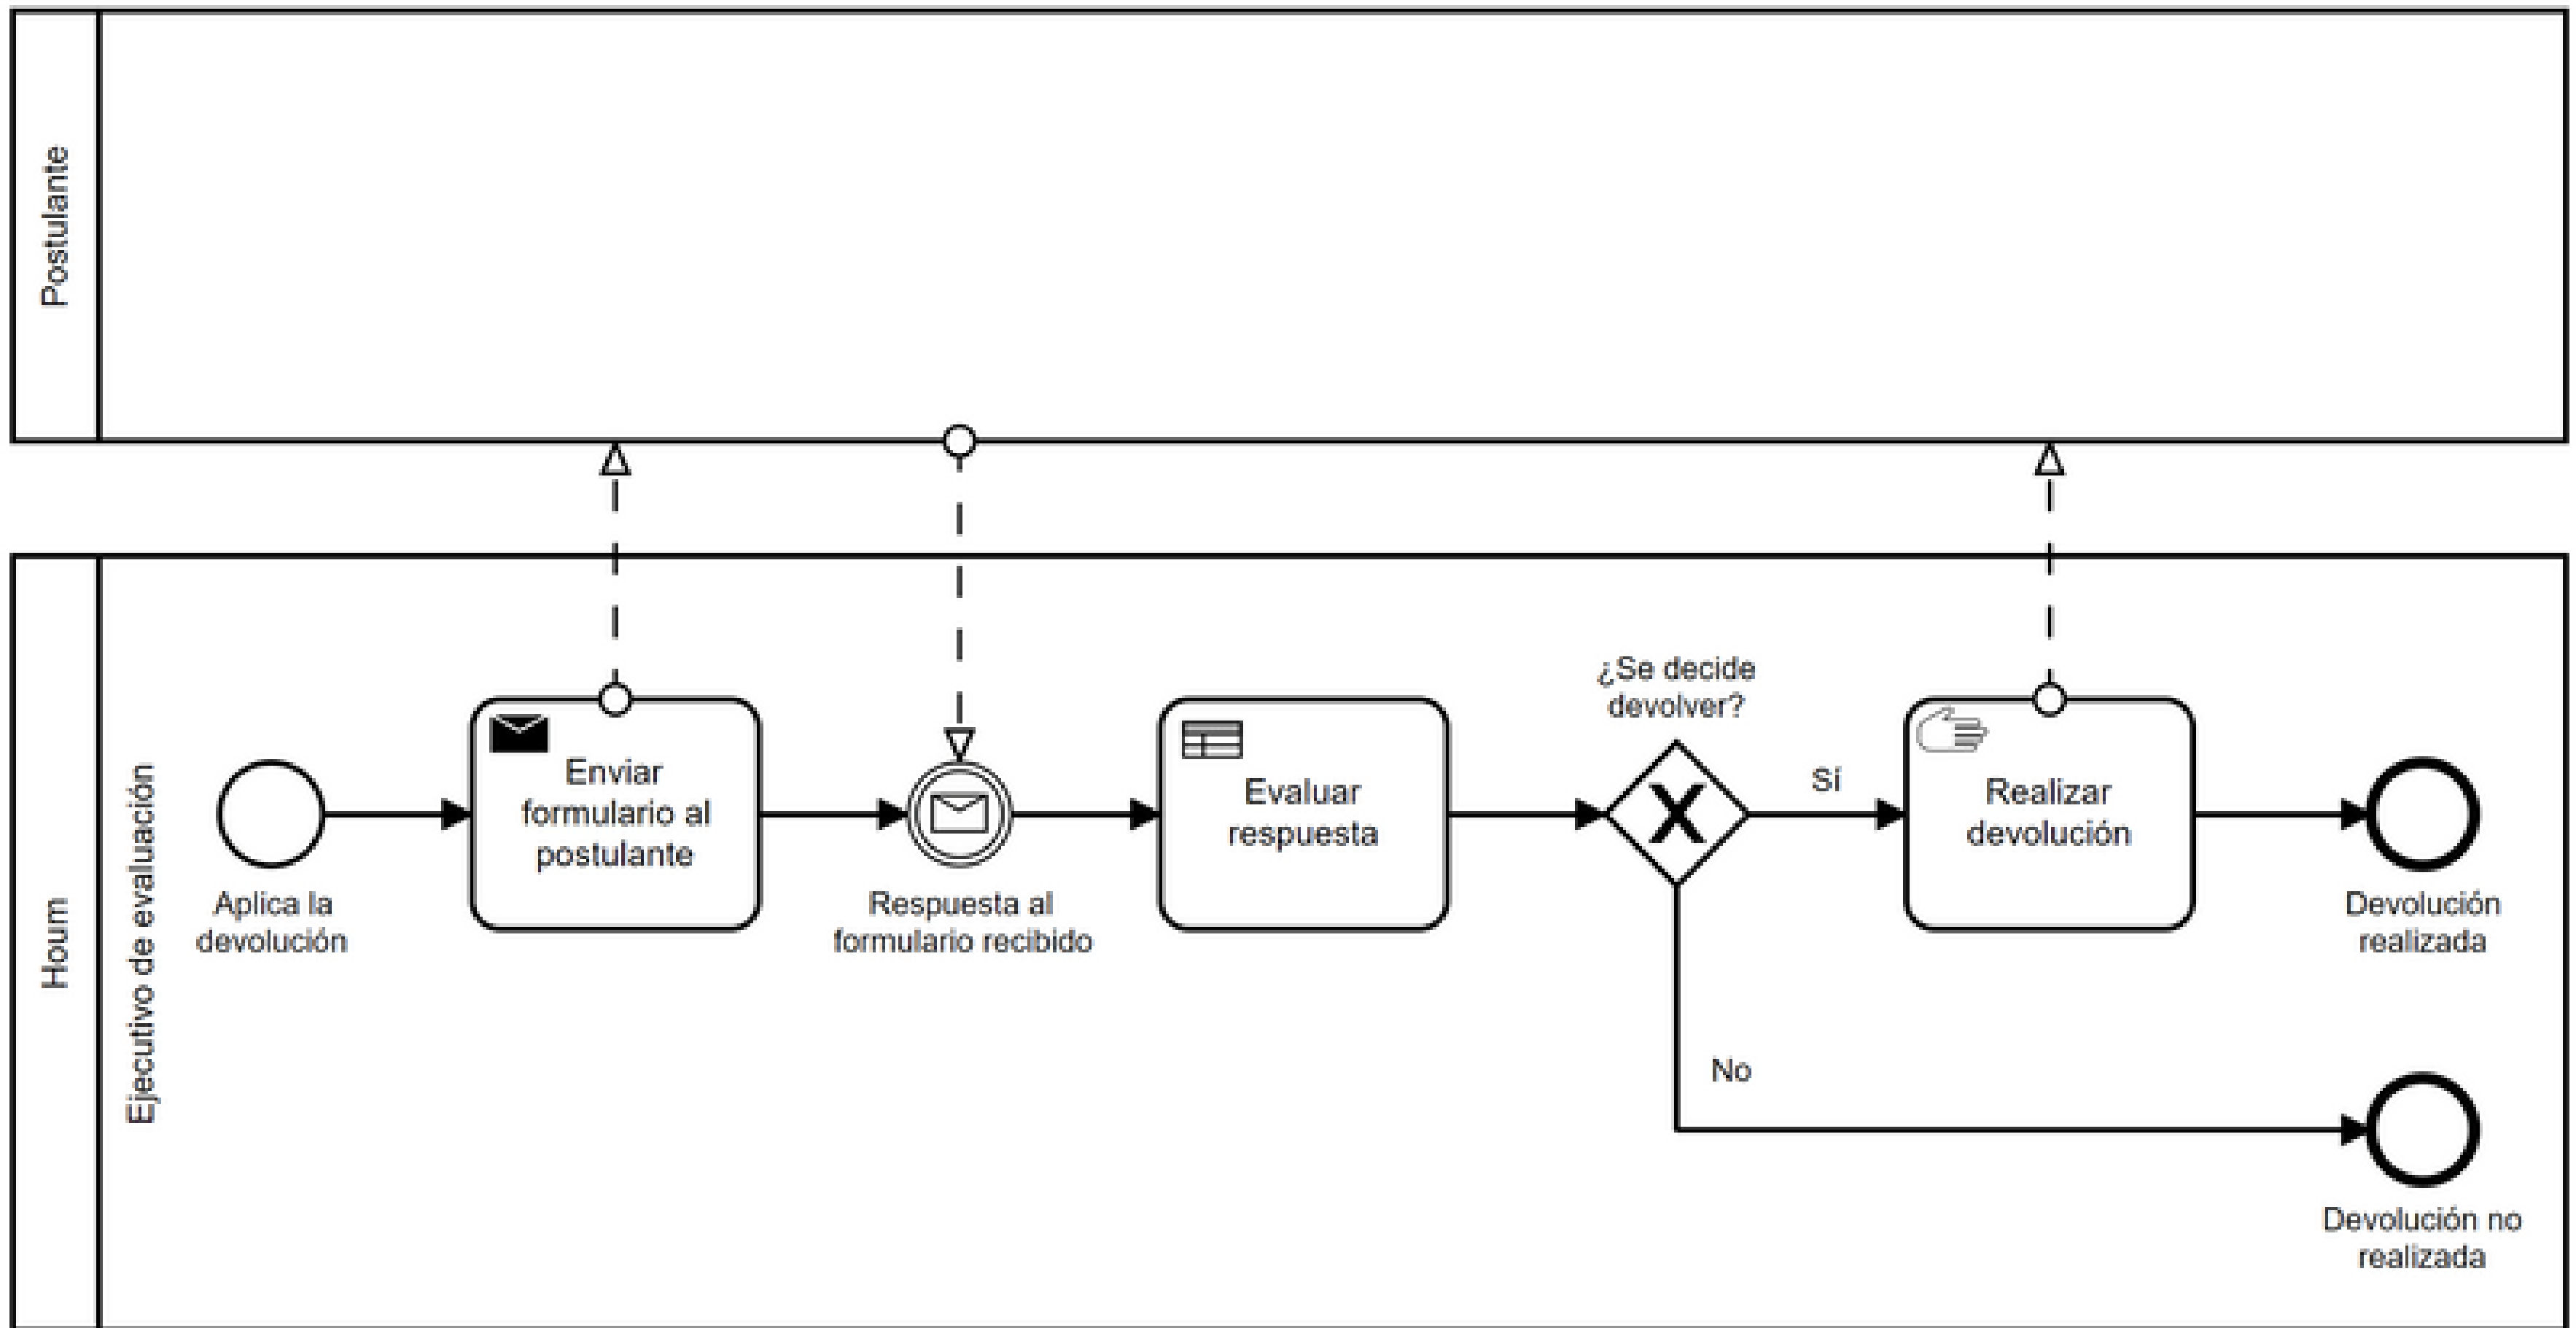 Postulante
Houm
Ejecutivo de evaluación
Aplica la
devolución
Enviar
formulario al
postulante
Respuesta al
formulario recibido
Evaluar
respuesta
¿Se decide
devolver?
Sí
No
Realizar
devolución
Devolución
realizada
Devolución no
realizada